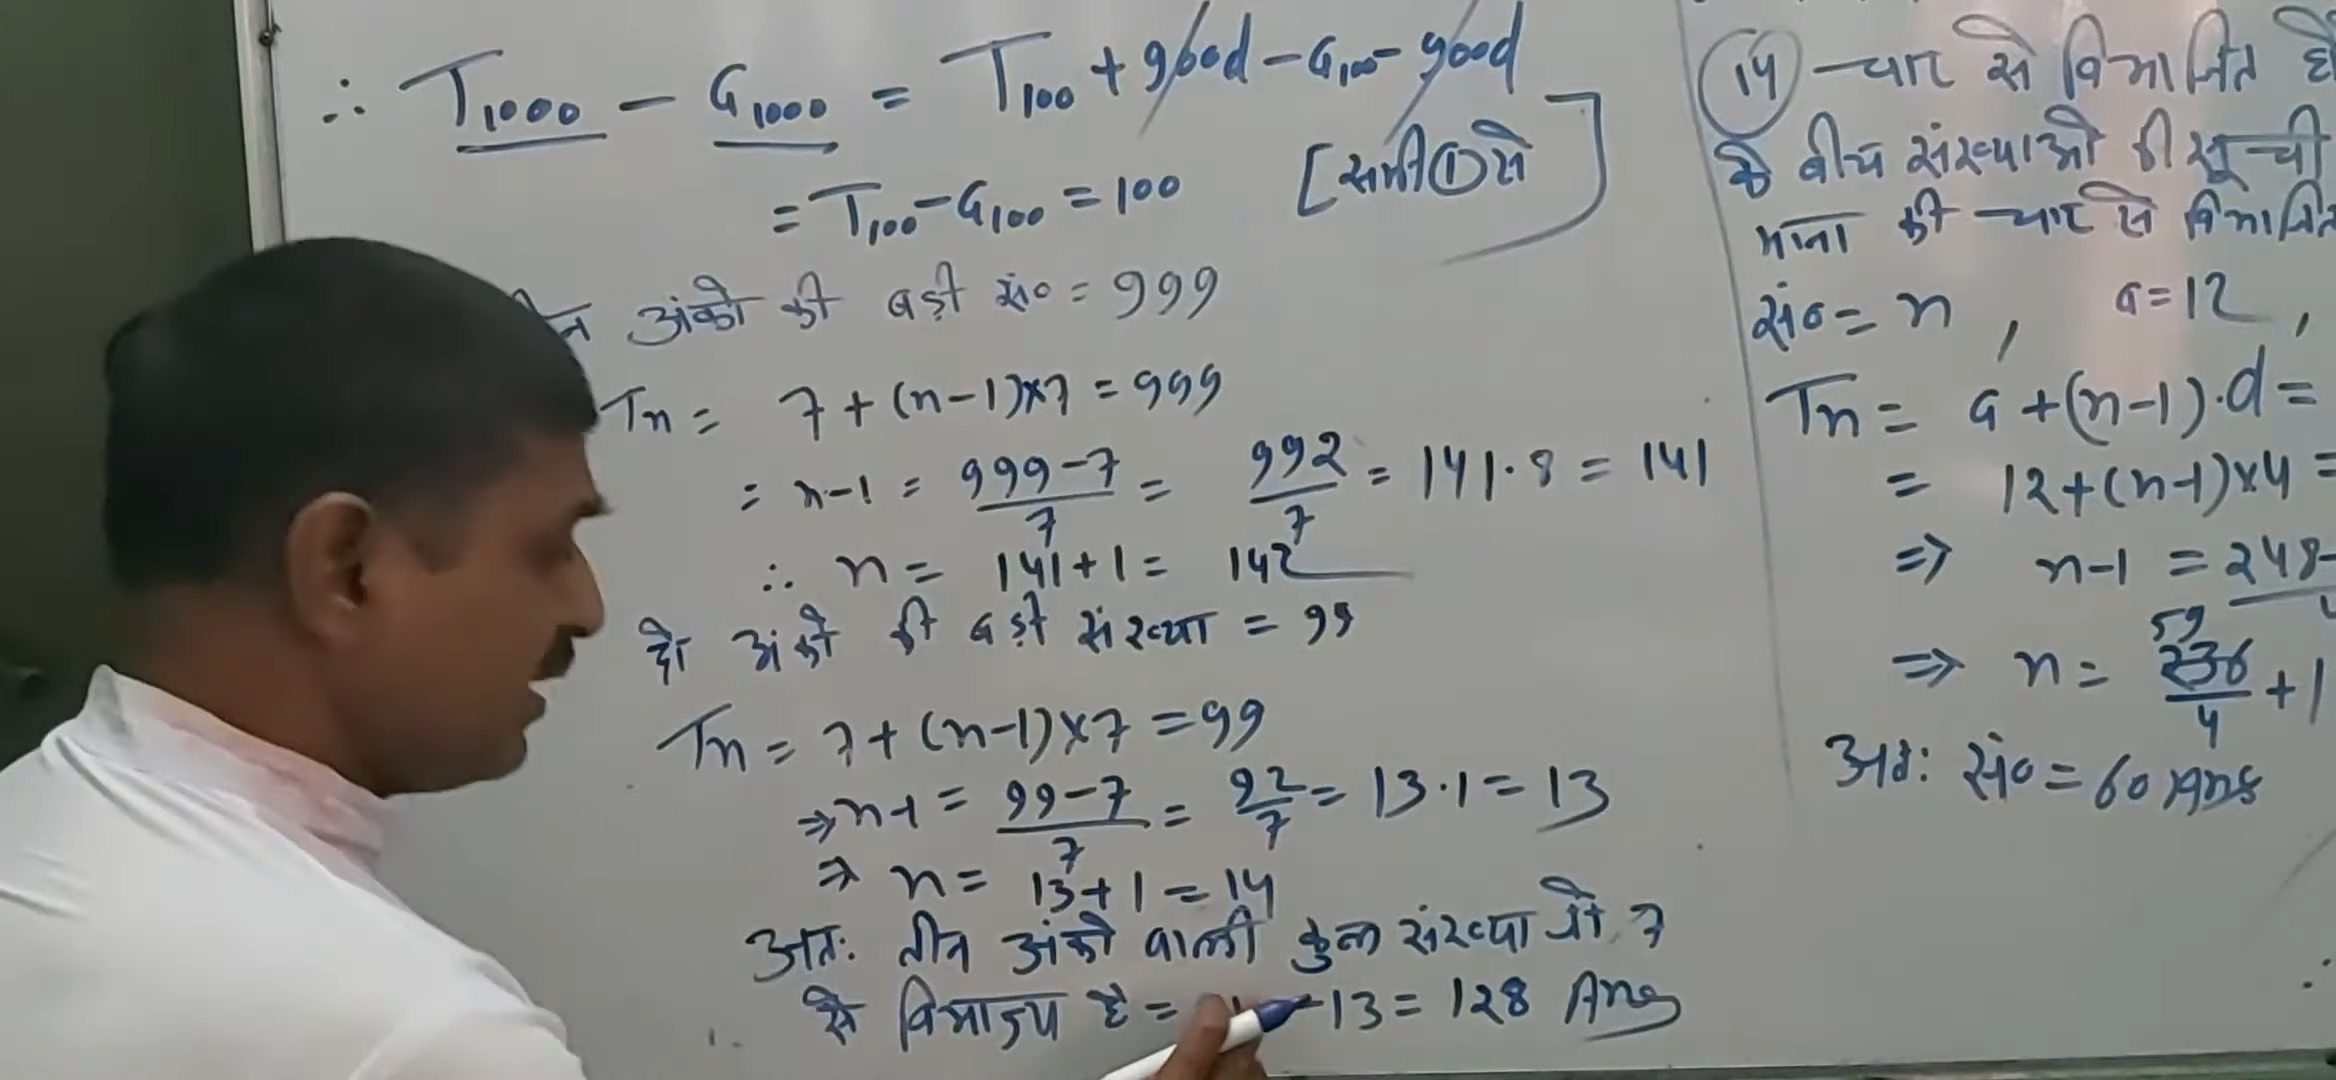 ∴ T₁₀₀₀ - G₁₀₀₀ = T₁₀₀ + 900d - G₁₀₀ - 900d
= T₁₀₀ - G₁₀₀ = 100 [समी ① से]
अंको की बड़ी सं० = 999
Tn = 7 + (n-1)×7 = 999
= n-1 = 999-7/7 = 992/7 = 141.8 = 141
∴ n = 141+1 = 142
दो अंको की बड़ी संख्या = 99
Tn = 7 + (n-1)×7 = 99
⇒ n-1 = 99-7/7 = 92/7 = 13.1 = 13
⇒ n = 13+1 = 14
अतः तीन अंको वाली कुल संख्या जो 7
से विभाज्य है = -13 = 128 Ans
(14) चार से विभाजित
के बीच संख्याओ की सूची
की चार से
सं० = n, a=12,
Tn = a+(n-1).d =
= 12+(n-1)×4 =
⇒ n-1 = 248-
59
⇒ n = 236/4 + 1
अतः सं० = 60 Ans